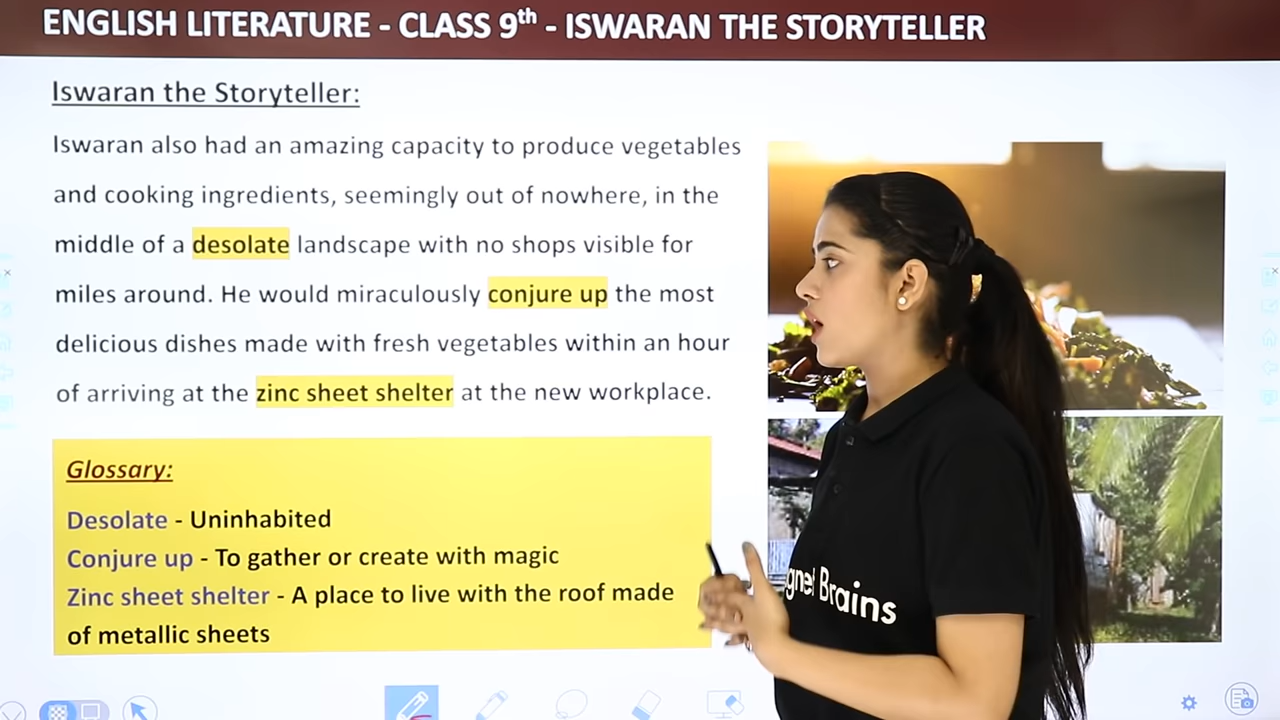 ENGLISH LITERATURE - CLASS 9th - ISWARAN THE STORYTELLER
Iswaran the Storyteller:
Iswaran also had an amazing capacity to produce vegetables
and cooking ingredients, seemingly out of nowhere, in the
middle of a desolate landscape with no shops visible for
miles around. He would miraculously conjure up the most
delicious dishes made with fresh vegetables within an hour
of arriving at the zinc sheet shelter at the new workplace.
Glossary:
Desolate - Uninhabited
Conjure up - To gather or create with magic
Zinc sheet shelter - A place to live with the roof made
of metallic sheets
Brains